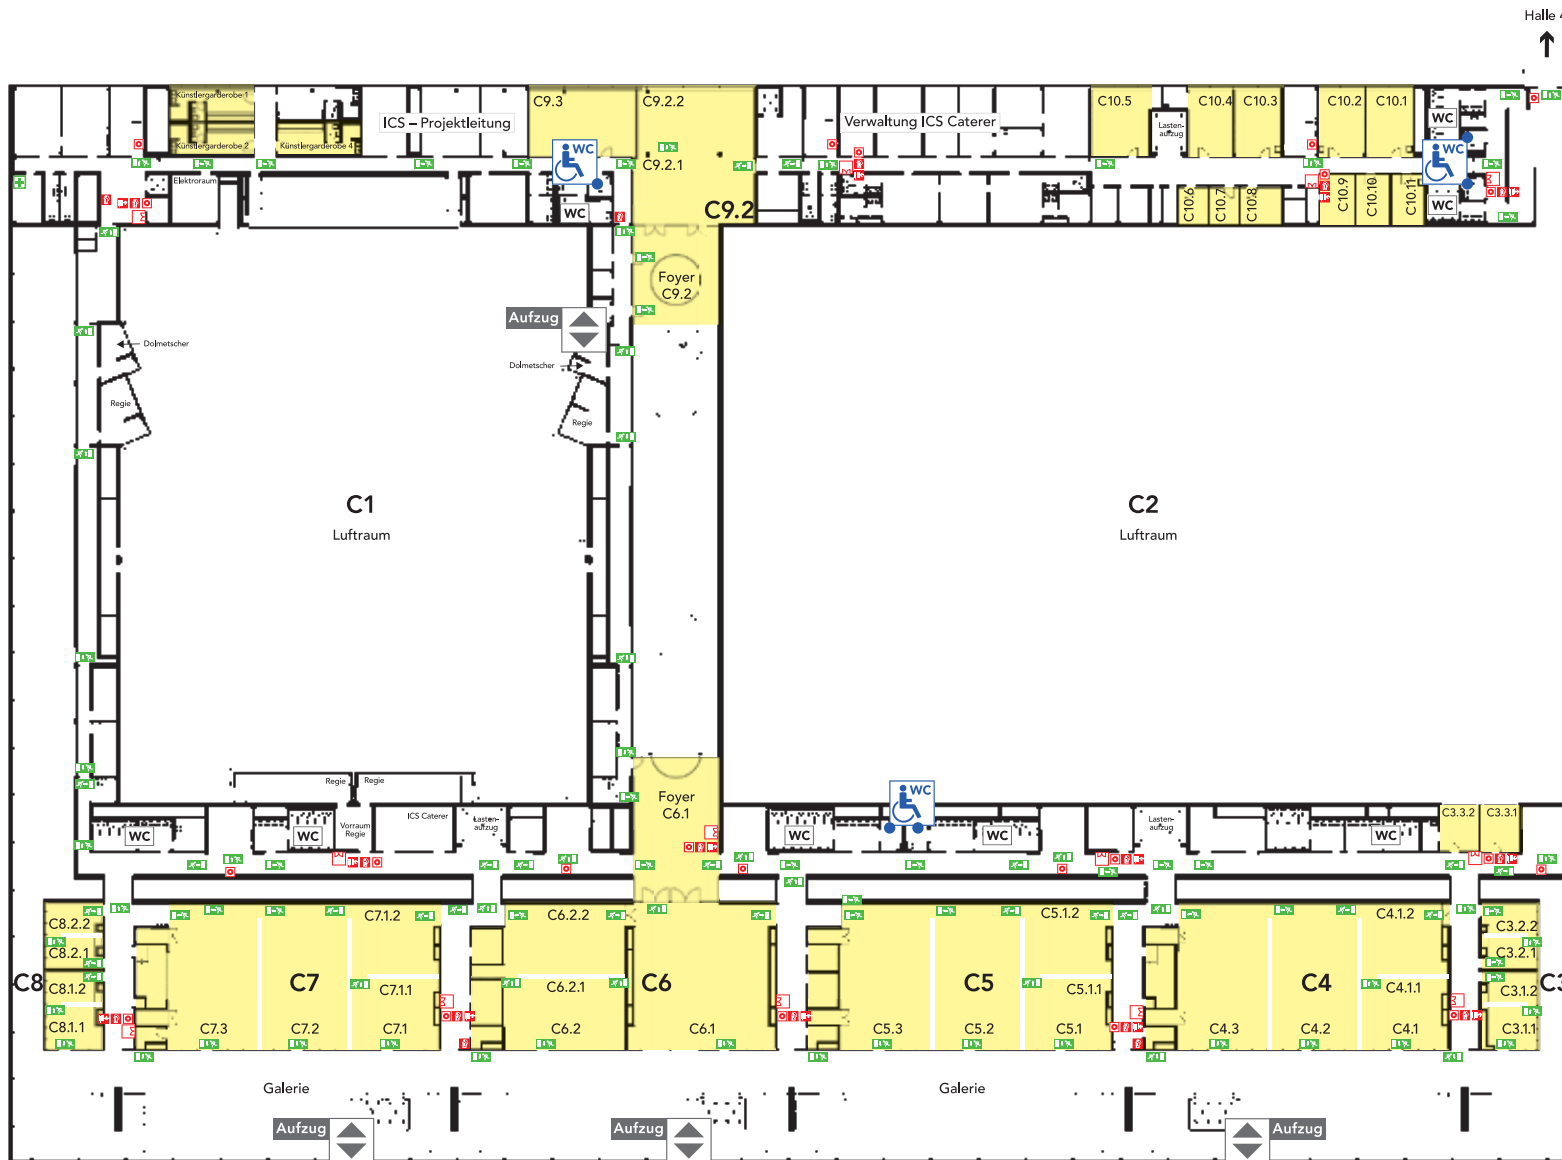 Halle 4
Künstlergarderobe 1
Künstlergarderobe 2
Künstlergarderobe 4
ICS – Projektleitung
C9.3
C9.2.2
C9.2.1
C9.2
Verwaltung ICS Caterer
C10.5
Lasten-
aufzug
C10.4
C10.3
C10.2
C10.1
WC
WC
WC
Elektroraum
WC
WC
C10.6
C10.7
C10.8
C10.9
C10.10
C10.11
Foyer
C9.2
Aufzug
Dolmetscher
Dolmetscher
Regie
Regie
C1
Luftraum
C2
Luftraum
Regie
Regie
WC
WC
Vorraum
Regie
ICS Caterer
Lasten-
aufzug
Foyer
C6.1
WC
WC
WC
Lasten-
aufzug
WC
C3.3.2
C3.3.1
C8.2.2
C8.2.1
C8
C8.1.2
C8.1.1
C7.1.2
C7
C7.1.1
C7.3
C7.2
C7.1
C6.2.2
C6.2.1
C6
C6.2
C6.1
C5.1.2
C5
C5.1.1
C5.3
C5.2
C5.1
C4.1.2
C4
C4.1.1
C4.3
C4.2
C4.1
C3.2.2
C3.2.1
C3
C3.1.2
C3.1.1
Galerie
Galerie
Aufzug
Aufzug
Aufzug